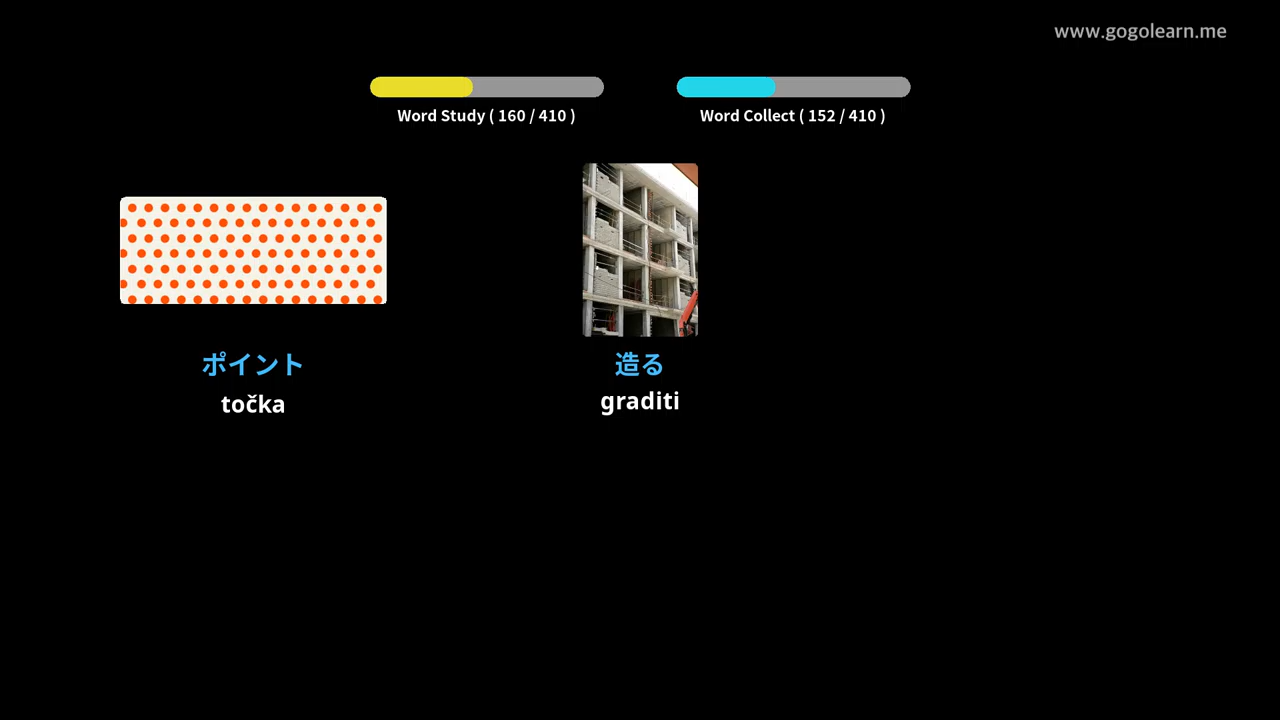 www.gogolearn.me
Word Study ( 160 / 410 )
Word Collect ( 152 / 410 )
ポイント
točka
造る
graditi